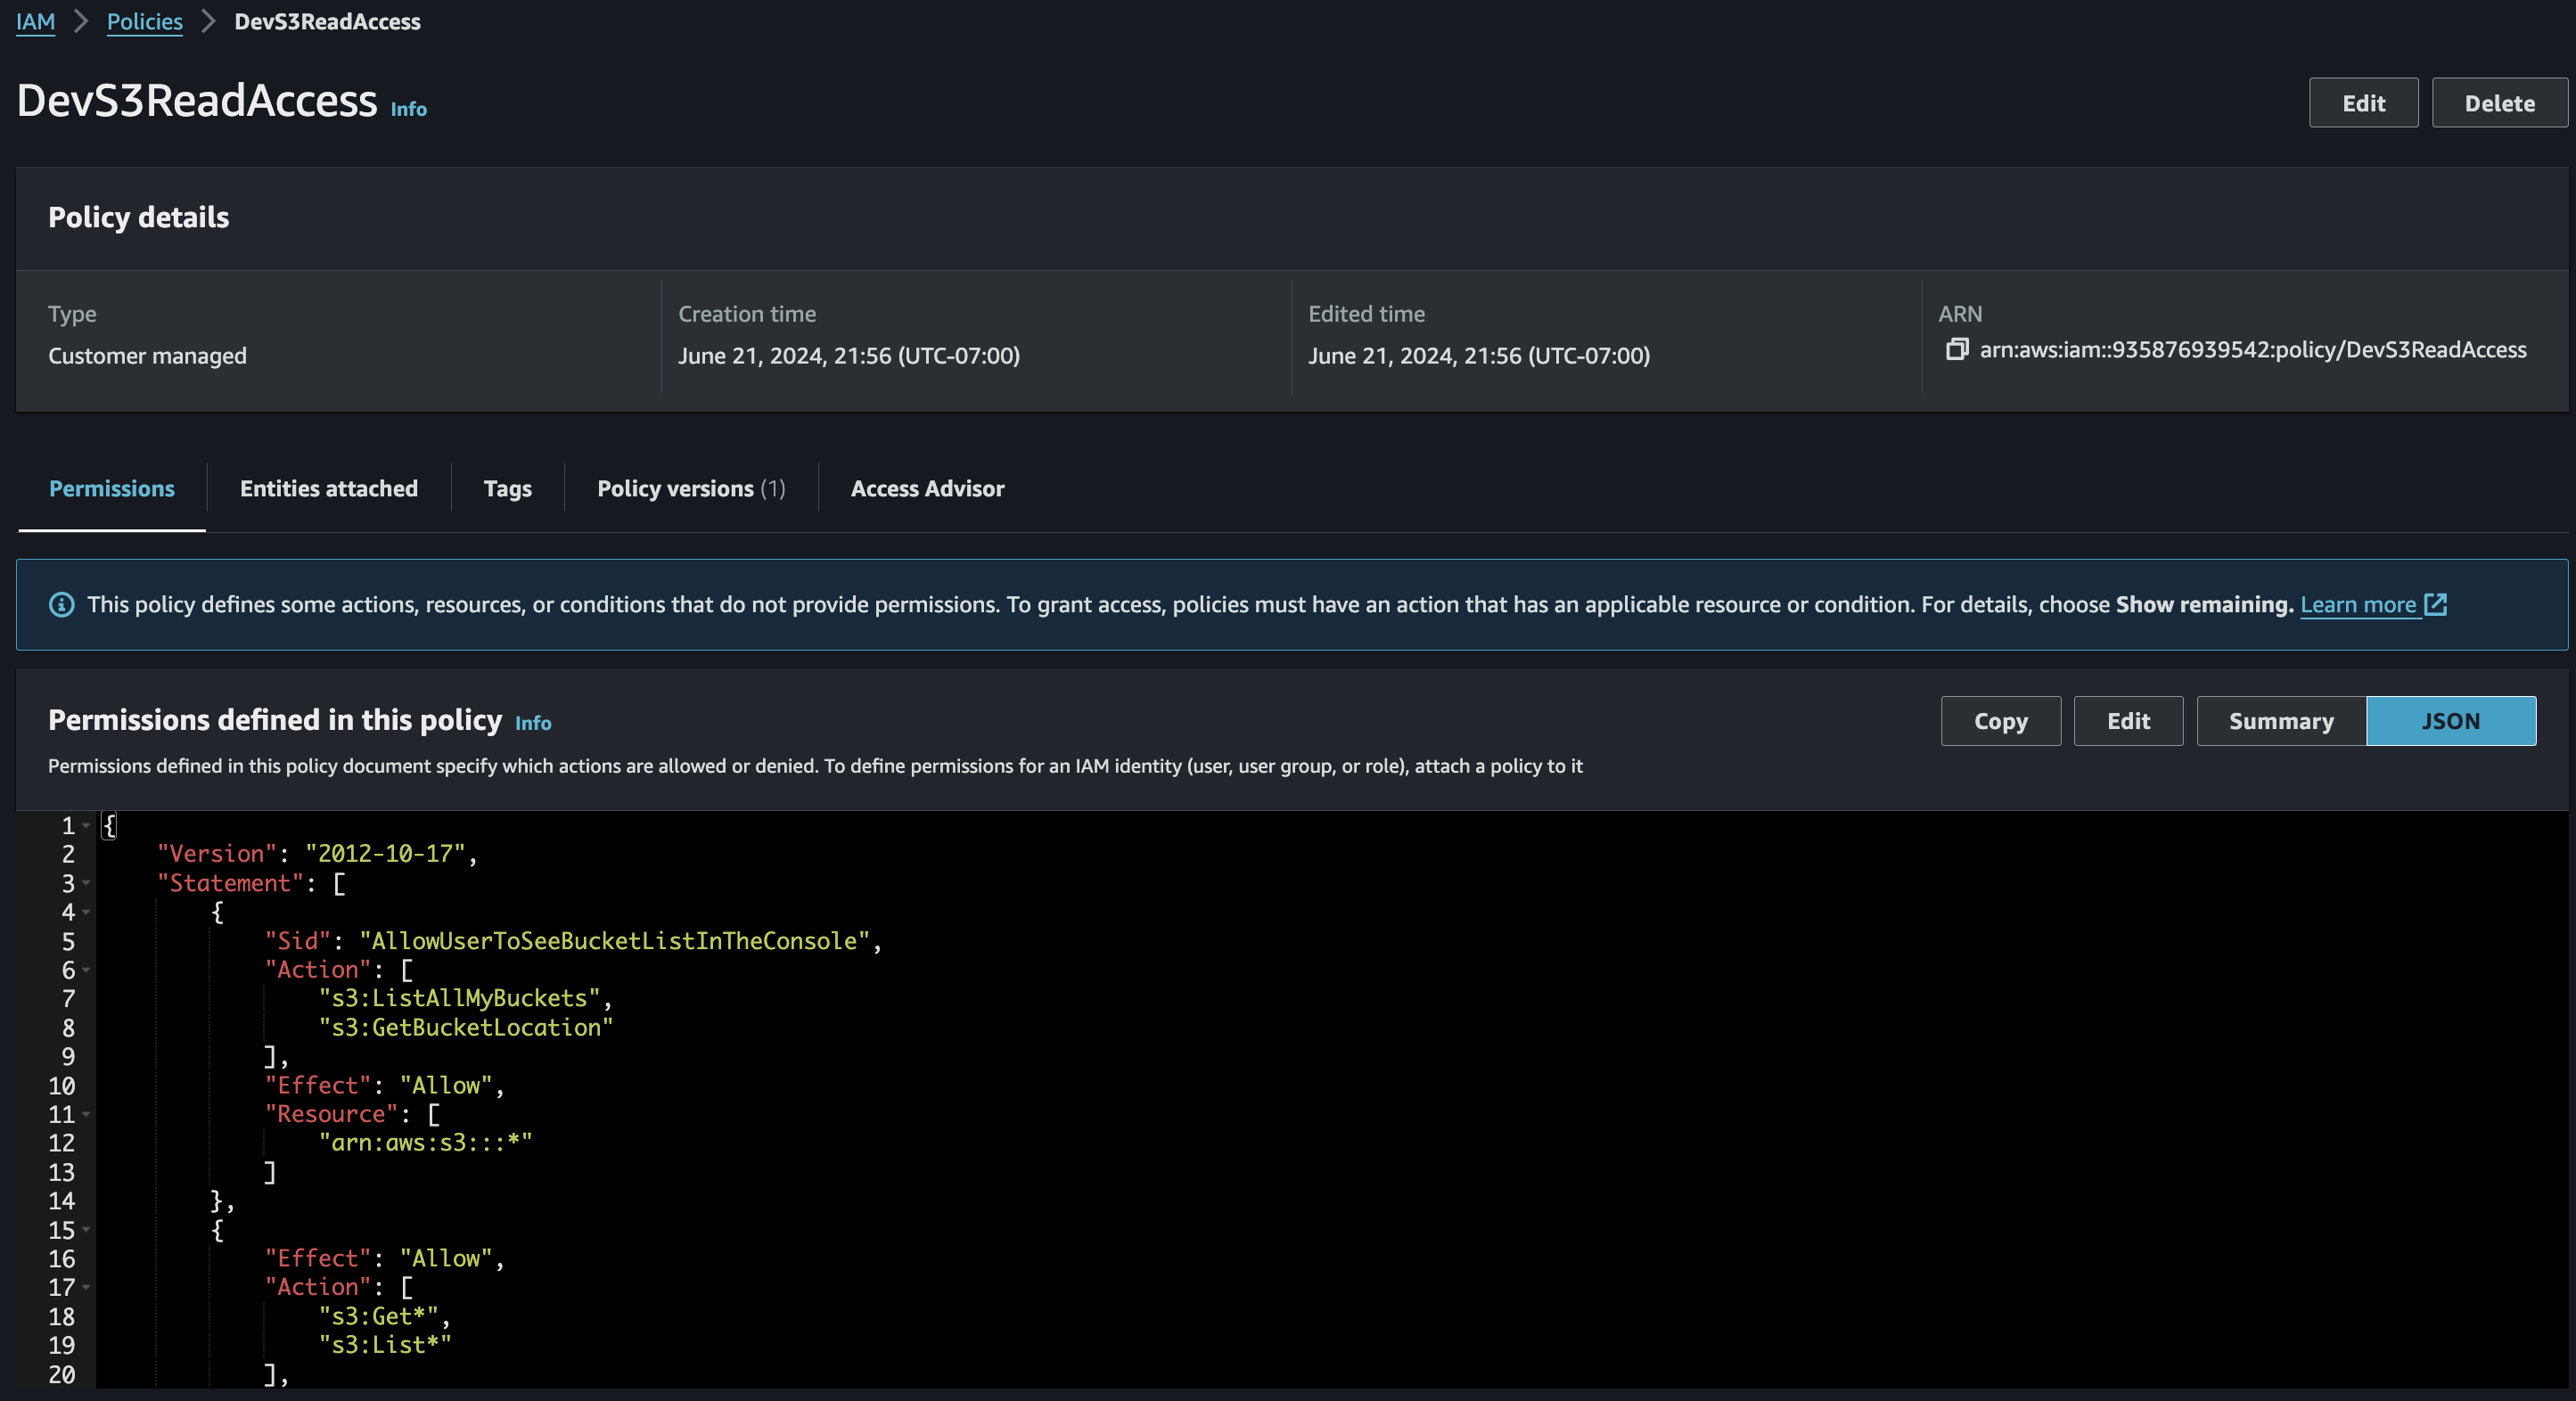 IAM > Policies > DevS3ReadAccess
DevS3ReadAccess Info
Edit Delete
Policy details
Type
Customer managed
Creation time
June 21, 2024, 21:56 (UTC-07:00)
Edited time
June 21, 2024, 21:56 (UTC-07:00)
ARN
arn:aws:iam::935876939542:policy/DevS3ReadAccess
Permissions Entities attached Tags Policy versions (1) Access Advisor
This policy defines some actions, resources, or conditions that do not provide permissions. To grant access, policies must have an action that has an applicable resource or condition. For details, choose Show remaining. Learn more
Permissions defined in this policy Info
Copy Edit Summary JSON
Permissions defined in this policy document specify which actions are allowed or denied. To define permissions for an IAM identity (user, user group, or role), attach a policy to it
1 {
2 "Version": "2012-10-17",
3 "Statement": [
4 {
5 "Sid": "AllowUserToSeeBucketListInTheConsole",
6 "Action": [
7 "s3:ListAllMyBuckets",
8 "s3:GetBucketLocation"
9 ],
10 "Effect": "Allow",
11 "Resource": [
12 "arn:aws:s3:::*"
13 ]
14 },
15 {
16 "Effect": "Allow",
17 "Action": [
18 "s3:Get*",
19 "s3:List*"
20 ],